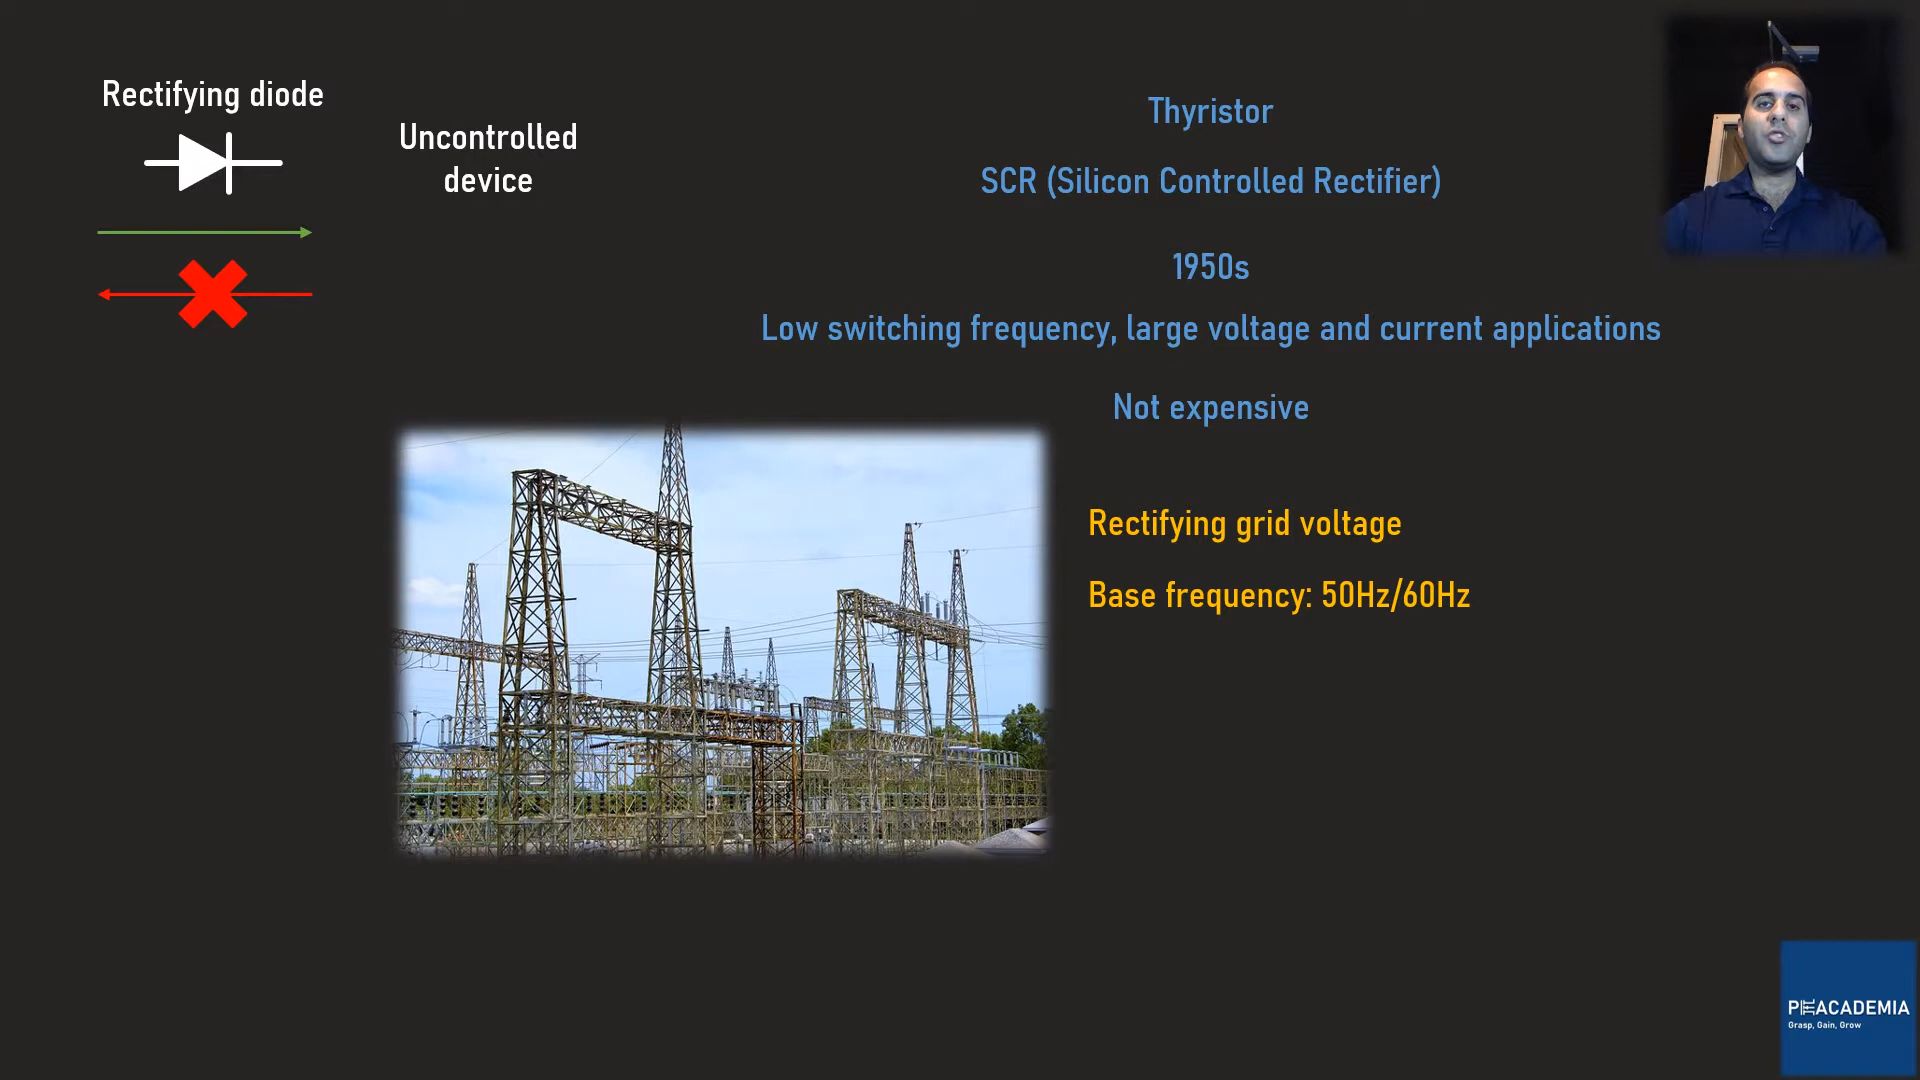 Rectifying diode
Uncontrolled
device
Thyristor
SCR (Silicon Controlled Rectifier)
1950s
Low switching frequency, large voltage and current applications
Not expensive
Rectifying grid voltage
Base frequency: 50Hz/60Hz
ACADEMIA
Grasp, Gain, Grow